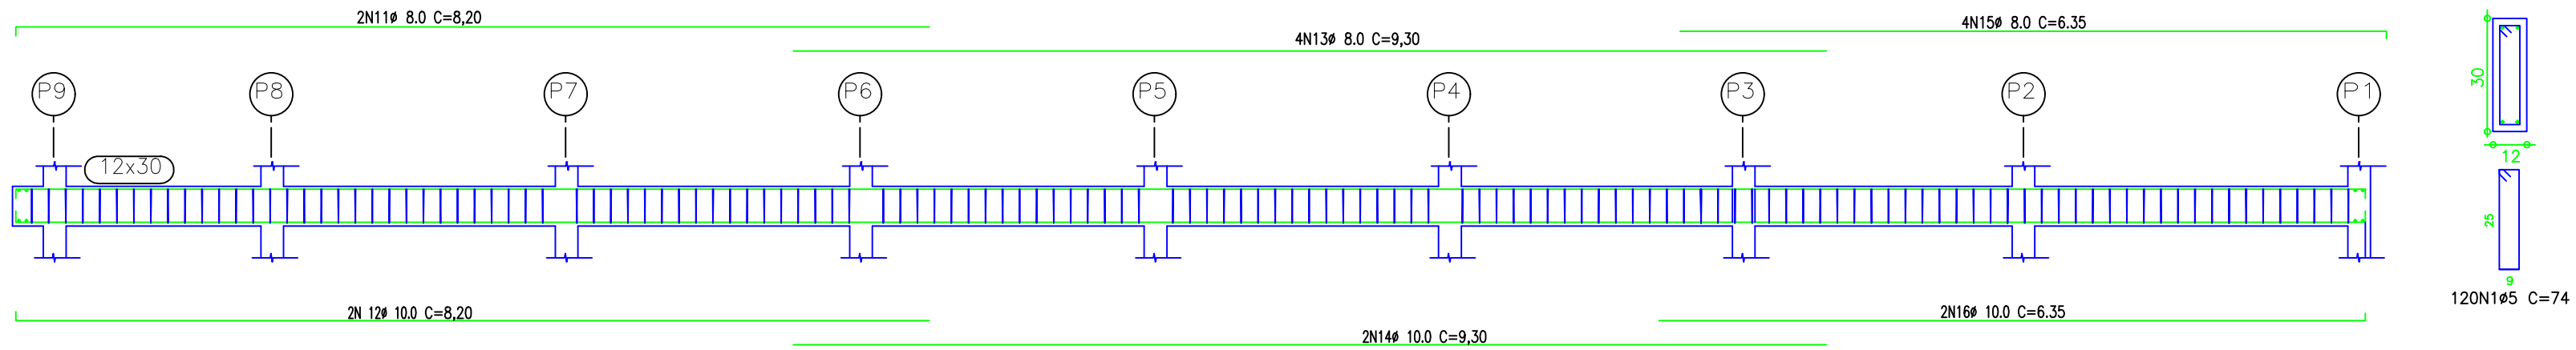 2N11ø 8.0 C=8,20
4N13ø 8.0 C=9,30
4N15ø 8.0 C=6.35
P9 P8 P7 P6 P5 P4 P3 P2 P1
12x30
30
12
25
9
120N1ø5 C=74
2N 12ø 10.0 C=8,20
2N14ø 10.0 C=9,30
2N16ø 10.0 C=6.35